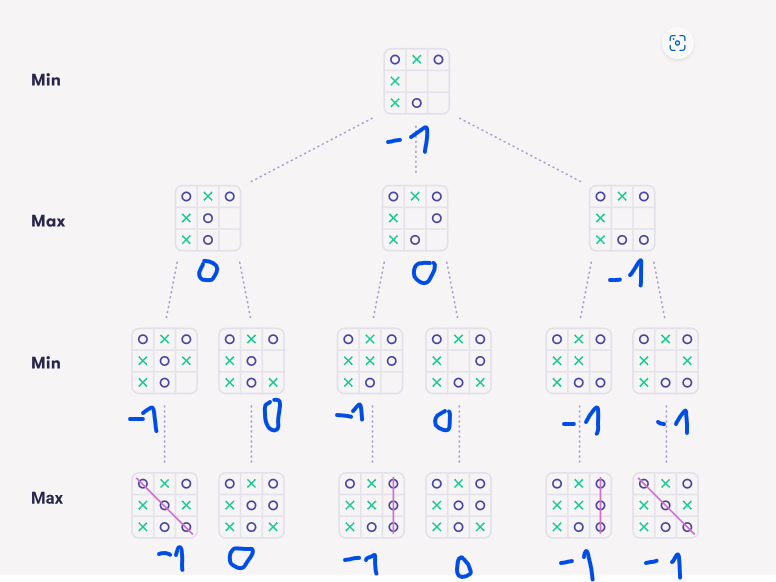 Min
O X O
X
X O
-1
Max
O X O O X O O X O
X O X O X
X O X O X O O
0 0 -1
Min
O X O O X O O X O O X O O X O O X O
X O X X O X X O X O X X X X
X O X O X X O X O X X O O X O O
-1 0 -1 0 -1 -1
Max
O X O O X O O X O O X O O X O O X O
X O X X O O X X O X O O X X O X O X
X O O X O X X O O X O X X O O X O O
-1 0 -1 0 -1 -1